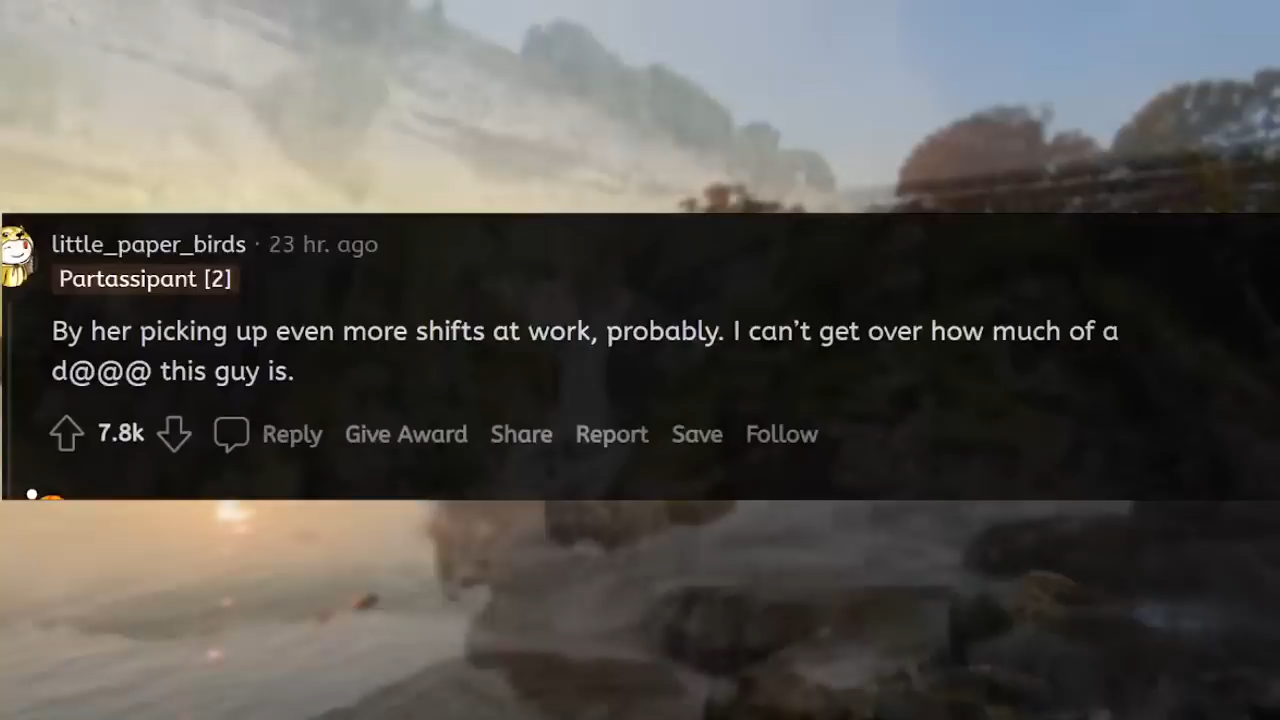 little_paper_birds · 23 hr. ago
Partassipant [2]
By her picking up even more shifts at work, probably. I can’t get over how much of a
d@@@ this guy is.
7.8k Reply Give Award Share Report Save Follow